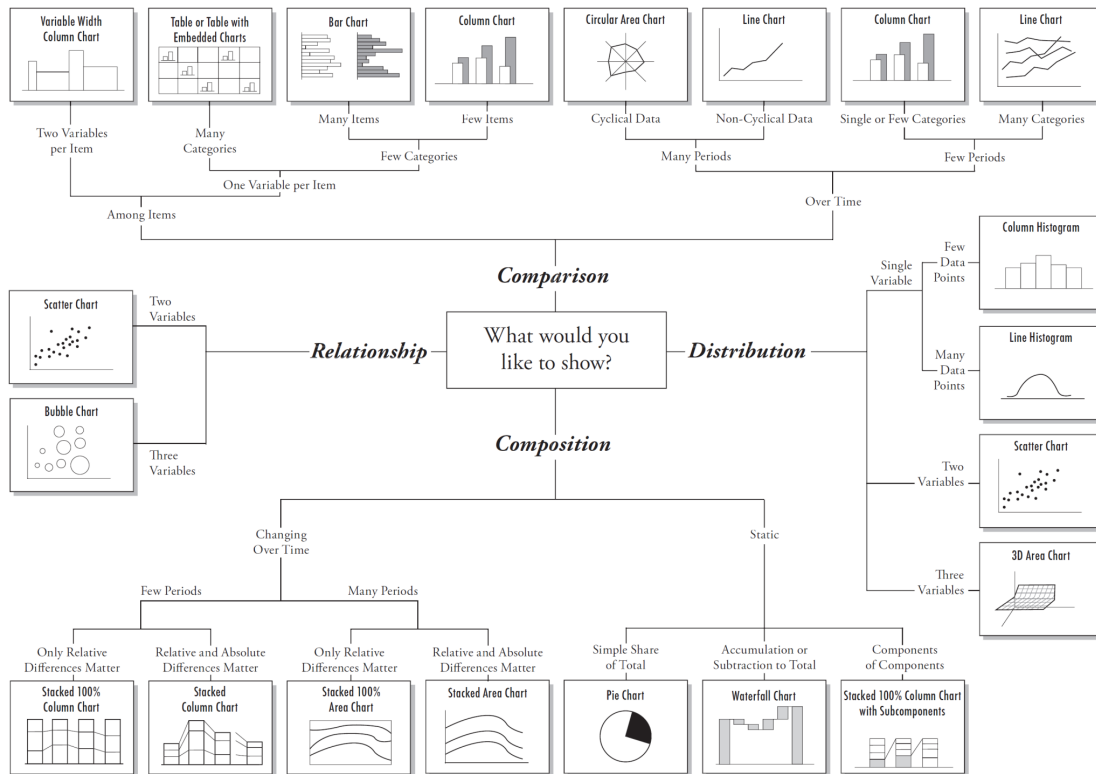 Variable Width
Column Chart
Table or Table with
Embedded Charts
Bar Chart
Column Chart
Circular Area Chart
Line Chart
Column Chart
Line Chart
Two Variables
per Item
Many
Categories
Many Items
Few Items
Cyclical Data
Non-Cyclical Data
Single or Few Categories
Many Categories
Few Categories
Many Periods
Few Periods
One Variable per Item
Among Items
Over Time
Comparison
Single
Variable
Few
Data
Points
Column Histogram
Many
Data
Points
Line Histogram
Scatter Chart
Two
Variables
Relationship
What would you
like to show?
Distribution
Bubble Chart
Three
Variables
Composition
Two
Variables
Scatter Chart
Three
Variables
3D Area Chart
Changing
Over Time
Static
Few Periods
Many Periods
Only Relative
Differences Matter
Relative and Absolute
Differences Matter
Only Relative
Differences Matter
Relative and Absolute
Differences Matter
Simple Share
of Total
Accumulation or
Subtraction to Total
Components
of Components
Stacked 100%
Column Chart
Stacked
Column Chart
Stacked 100%
Area Chart
Stacked Area Chart
Pie Chart
Waterfall Chart
Stacked 100% Column Chart
with Subcomponents